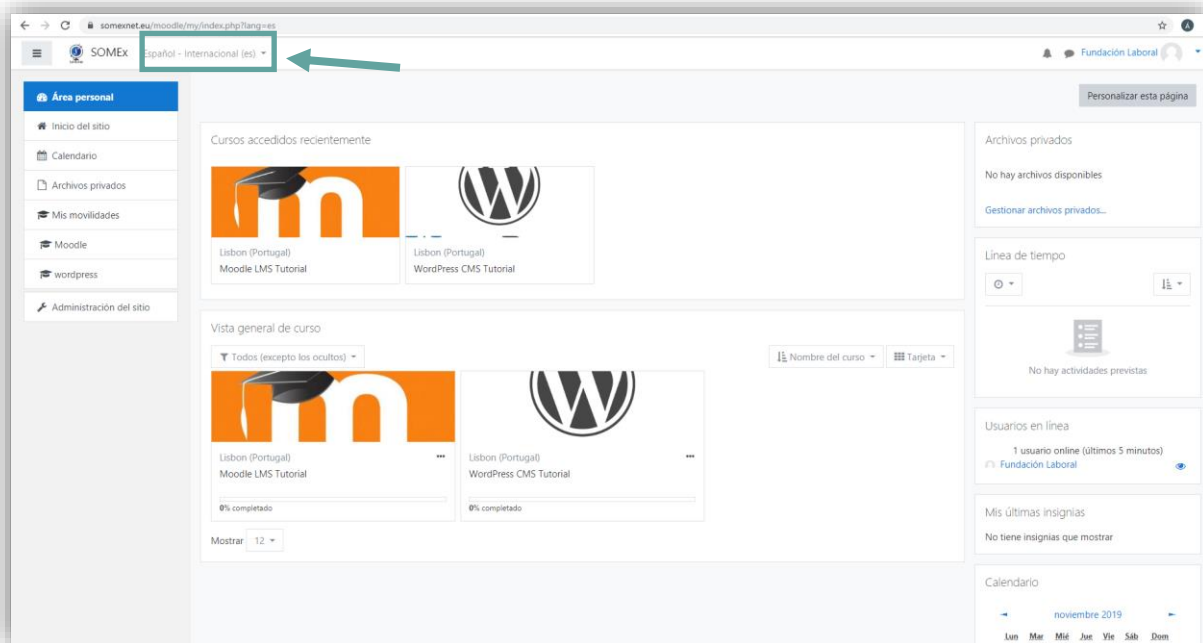 somexnet.eu/moodle/my/index.php?lang=es
A
SOMEx
Español - Internacional (es)
Fundación Laboral
Área personal
Inicio del sitio
Calendario
Archivos privados
Mis movilidades
Moodle
wordpress
Administración del sitio
Personalizar esta página
Cursos accedidos recientemente
m
W
Lisbon (Portugal)
Moodle LMS Tutorial
Lisbon (Portugal)
WordPress CMS Tutorial
Vista general de curso
Todos (excepto los ocultos)
Nombre del curso
Tarjeta
m
W
Lisbon (Portugal)
Moodle LMS Tutorial
0% completado
Lisbon (Portugal)
WordPress CMS Tutorial
0% completado
Mostrar 12
Archivos privados
No hay archivos disponibles
Gestionar archivos privados...
Línea de tiempo
No hay actividades previstas
Usuarios en línea
1 usuario online (últimos 5 minutos)
Fundación Laboral
Mis últimas insignias
No tiene insignias que mostrar
Calendario
noviembre 2019
Lun Mar Mié Jue Vie Sáb Dom